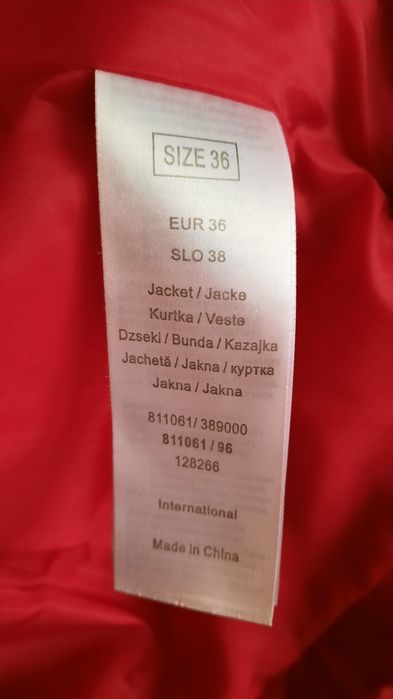 SIZE 36
EUR 36
SLO 38
Jacket / Jacke
Kurtka / Veste
Dzseki / Bunda / Kazajka
Jachetă / Jakna / куртка
Jakna / Jakna
811061/ 389000
811061 / 96
128266
International
Made in China